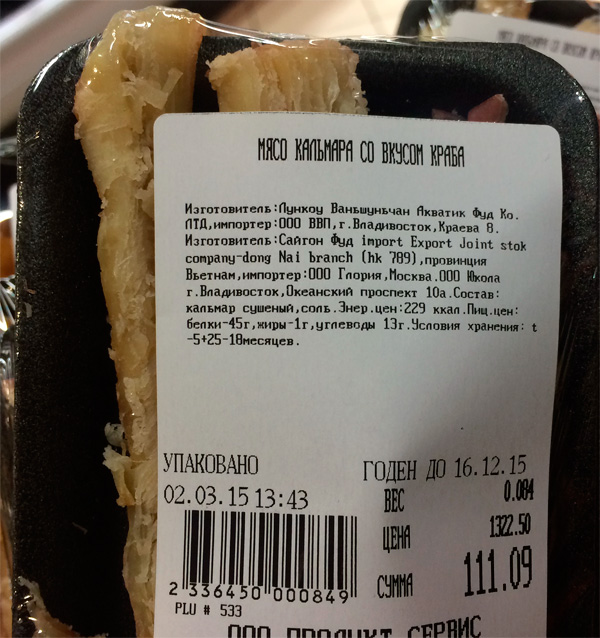 МЯСО КАЛЬМАРА СО ВКУСОМ КРАБА
Изготовитель:Лункоу Ваньшуньчан Акватик Фуд Ко.
ЛТД,импортер:ООО ВВП,г.Владивосток,Краева 8.
Изготовитель:Сайгон Фуд import Export Joint stok
company-dong Nai branch (hk 789),провинция
Вьетнам,импортер:ООО Глория,Москва.ООО Юкола
г.Владивосток,Океанский проспект 10а.Состав:
кальмар сушеный,соль.Энер.цен:229 ккал.Пищ.цен:
белки-45г,жиры-1г,углеводы 13г.Условия хранения: t
-5+25-18месяцев.
УПАКОВАНО
ГОДЕН ДО 16.12.15
02.03.15 13:43
ВЕС 0.084
ЦЕНА 1322.50
СУММА 111.09
2 336450 000849
PLU # 533
ООО ПРОДУКТ СЕРВИС